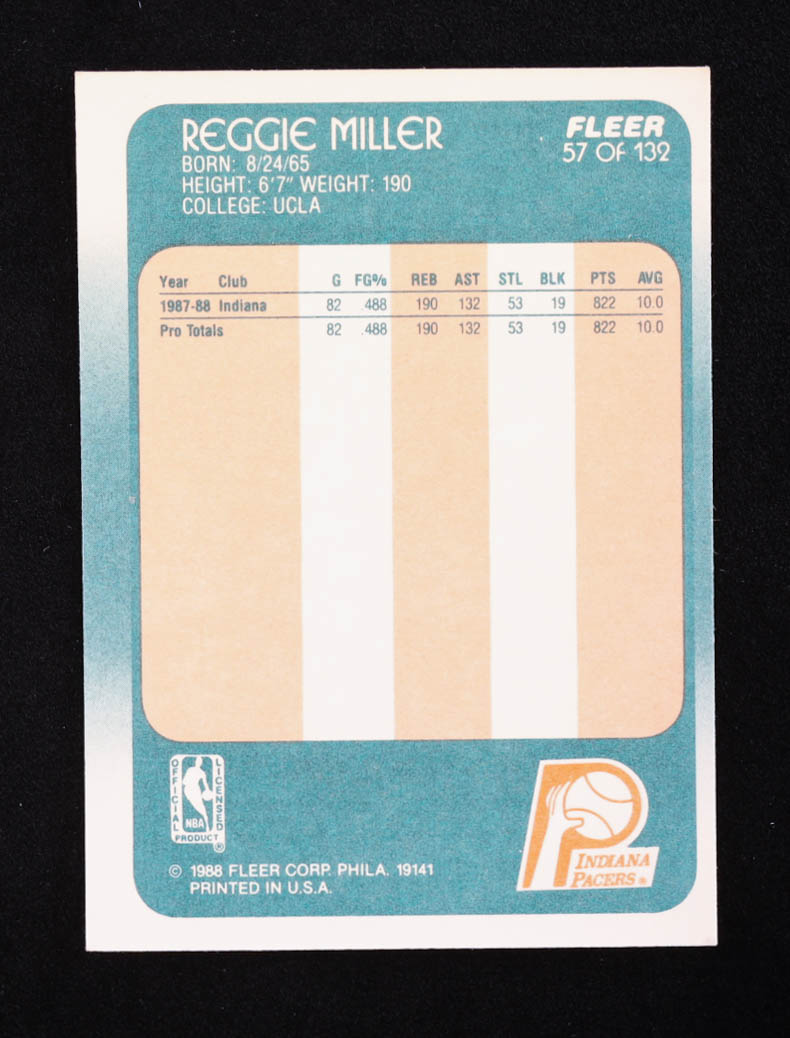 REGGIE MILLER
BORN: 8/24/65
HEIGHT: 6'7" WEIGHT: 190
COLLEGE: UCLA
FLEER
57 OF 132
Year Club G FG% REB AST STL BLK PTS AVG
1987-88 Indiana 82 .488 190 132 53 19 822 10.0
Pro Totals 82 .488 190 132 53 19 822 10.0
OFFICIAL LICENSED
NBA
PRODUCT ®
© 1988 FLEER CORP. PHILA. 19141
PRINTED IN U.S.A.
INDIANA
PACERS ®